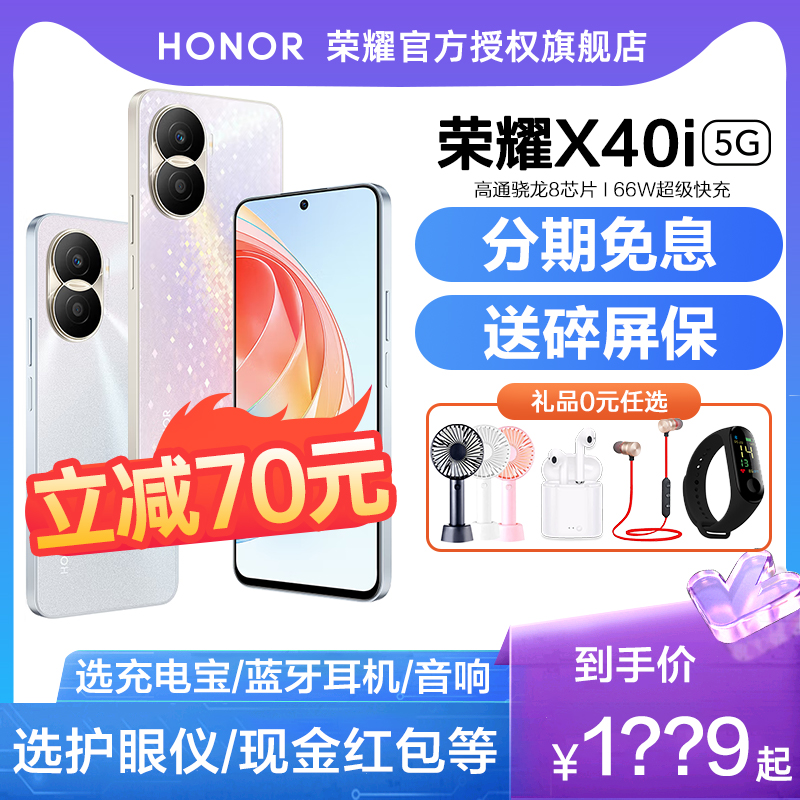 HONOR 荣耀官方授权旗舰店
荣耀X40i 5G
高通骁龙8芯片 | 66W超级快充
分期免息
送碎屏保
礼品0元任选
HONOR
立减70元
选充电宝/蓝牙耳机/音响
选护眼仪/现金红包等
到手价
¥1??9起